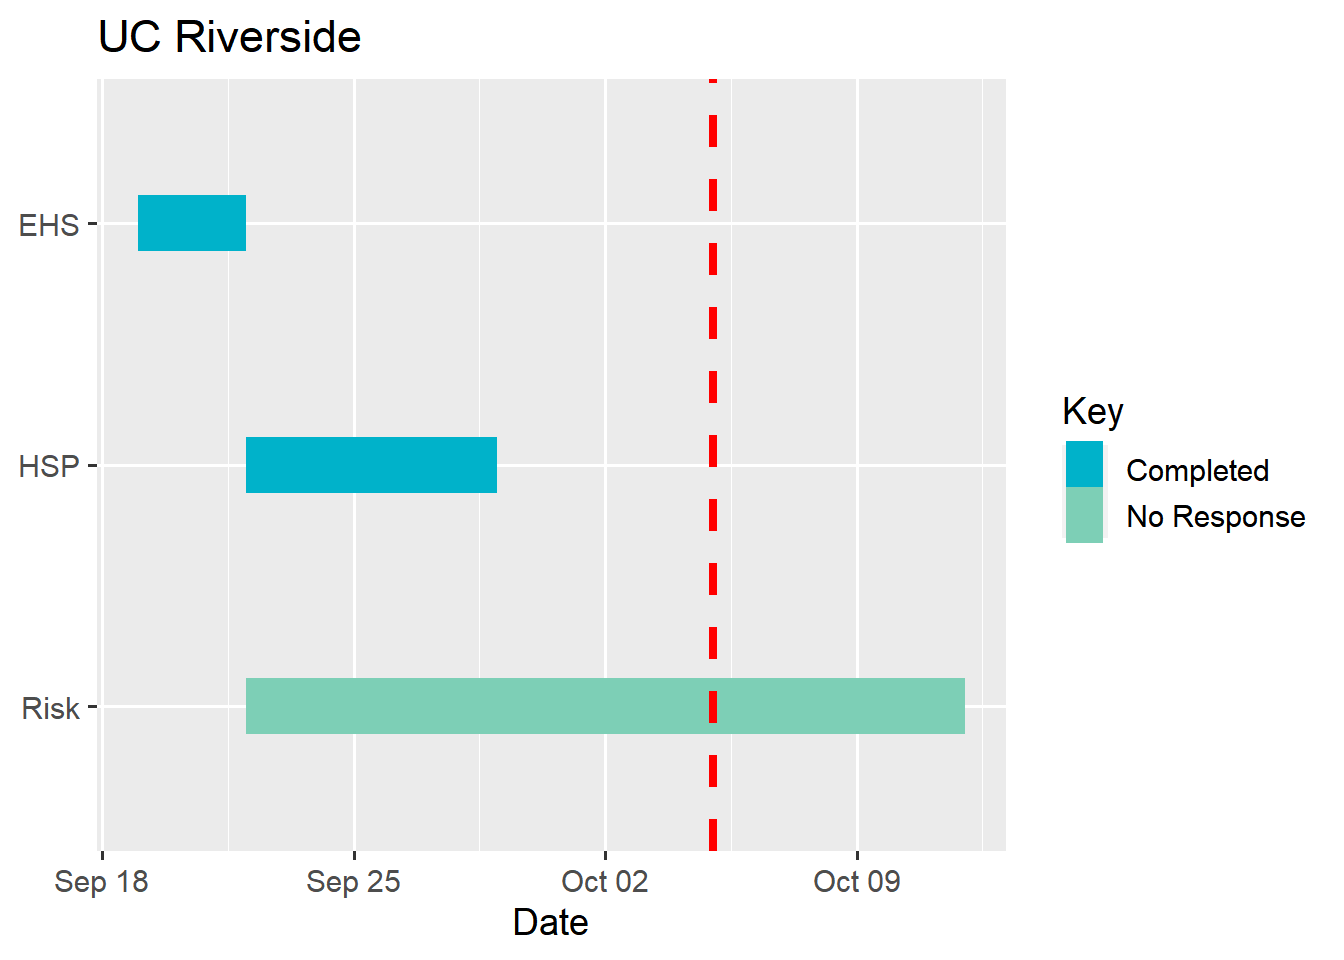 UC Riverside
EHS
HSP
Risk
Sep 18 Sep 25 Oct 02 Oct 09
Date
Key
Completed
No Response